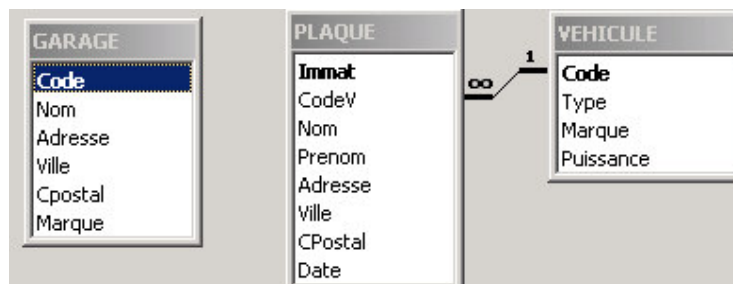 GARAGE
Code
Nom
Adresse
Ville
Cpostal
Marque
PLAQUE
Immat
CodeV
Nom
Prenom
Adresse
Ville
CPostal
Date
∞
1
VEHICULE
Code
Type
Marque
Puissance